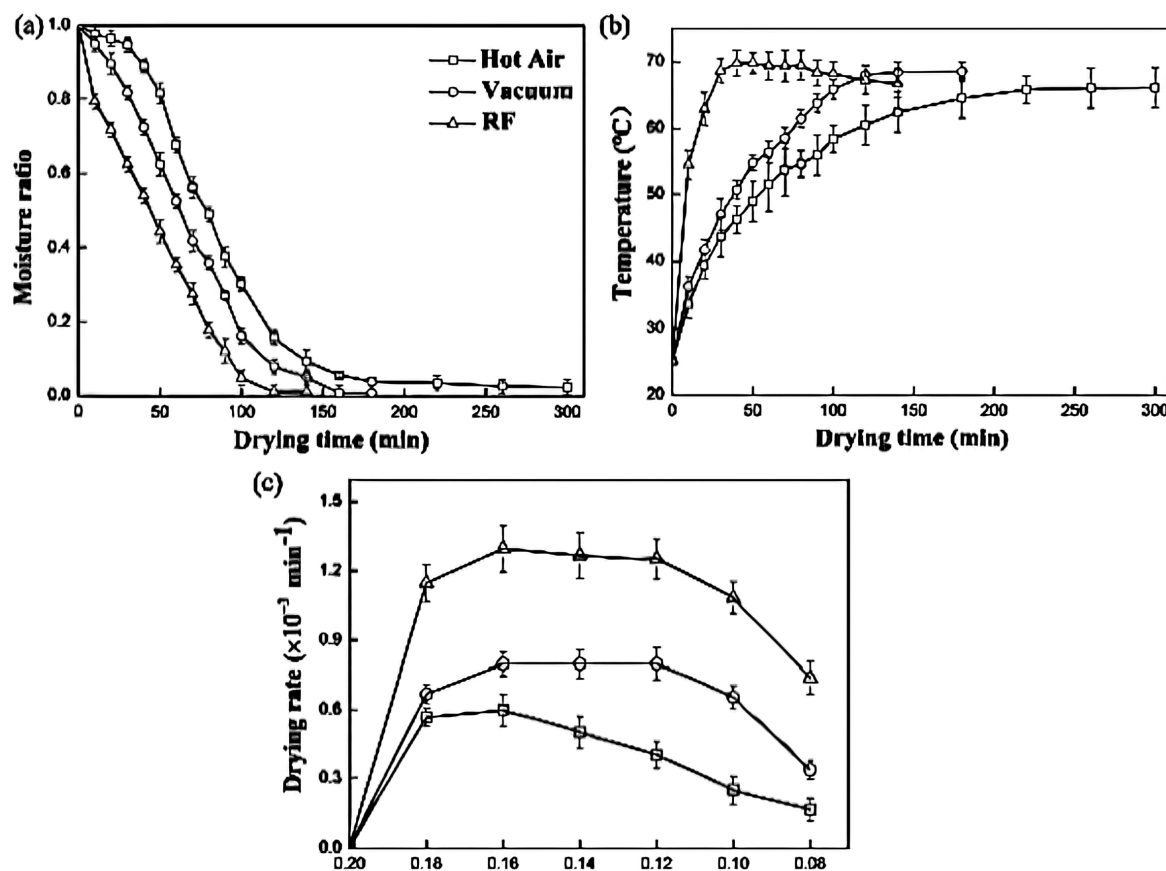 (a)
1.0
0.8
0.6
0.4
0.2
0.0
Moisture ratio
Hot Air
Vacuum
RF
0 50 100 150 200 250 300
Drying time (min)
(b)
80
70
60
50
40
30
20
Temperature (°C)
0 50 100 150 200 250 300
Drying time (min)
(c)
1.5
1.2
0.9
0.6
0.3
0.0
Drying rate (×10⁻³ min⁻¹)
0.20 0.18 0.16 0.14 0.12 0.10 0.08